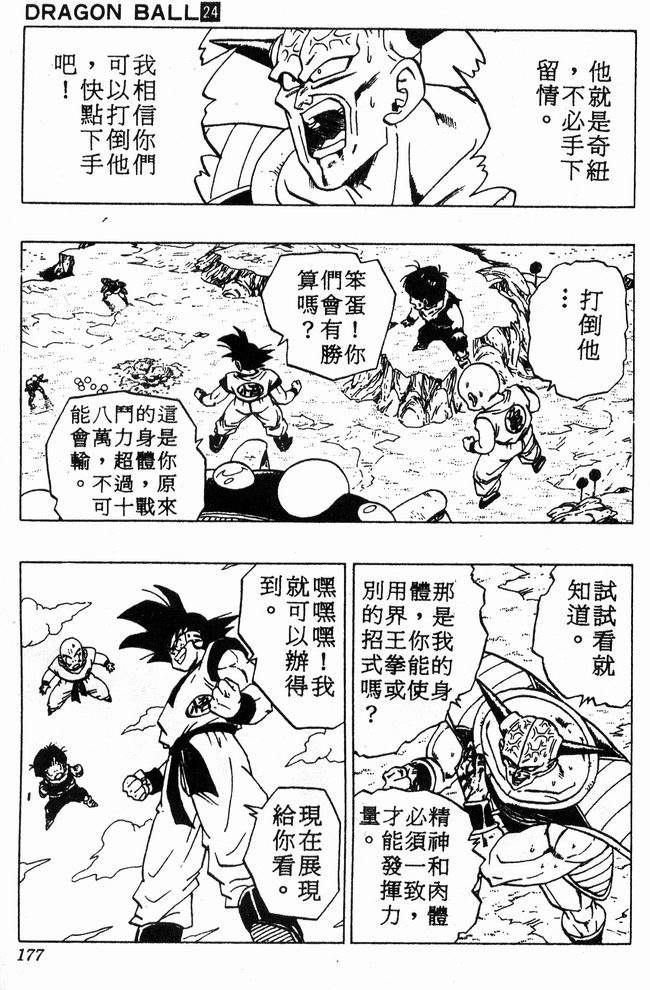 DRAGON BALL 24
他就是奇紐
，不必手下
留情。
我相信你們
可以打倒他
，快點下手
吧！
打倒他
…
笨蛋！你
們會有勝
算嗎？
這是你原來
的身體，戰
鬥力超過十
八萬，不可
能會輸。
試試看就
知道。
那是我的身
體，你能使
用界王拳或
別的招式嗎
？
精神和肉體
必須一致，
才能發揮力
量。
嘿嘿嘿！我
就可以辦得
到。
現在展現
給你看。
177